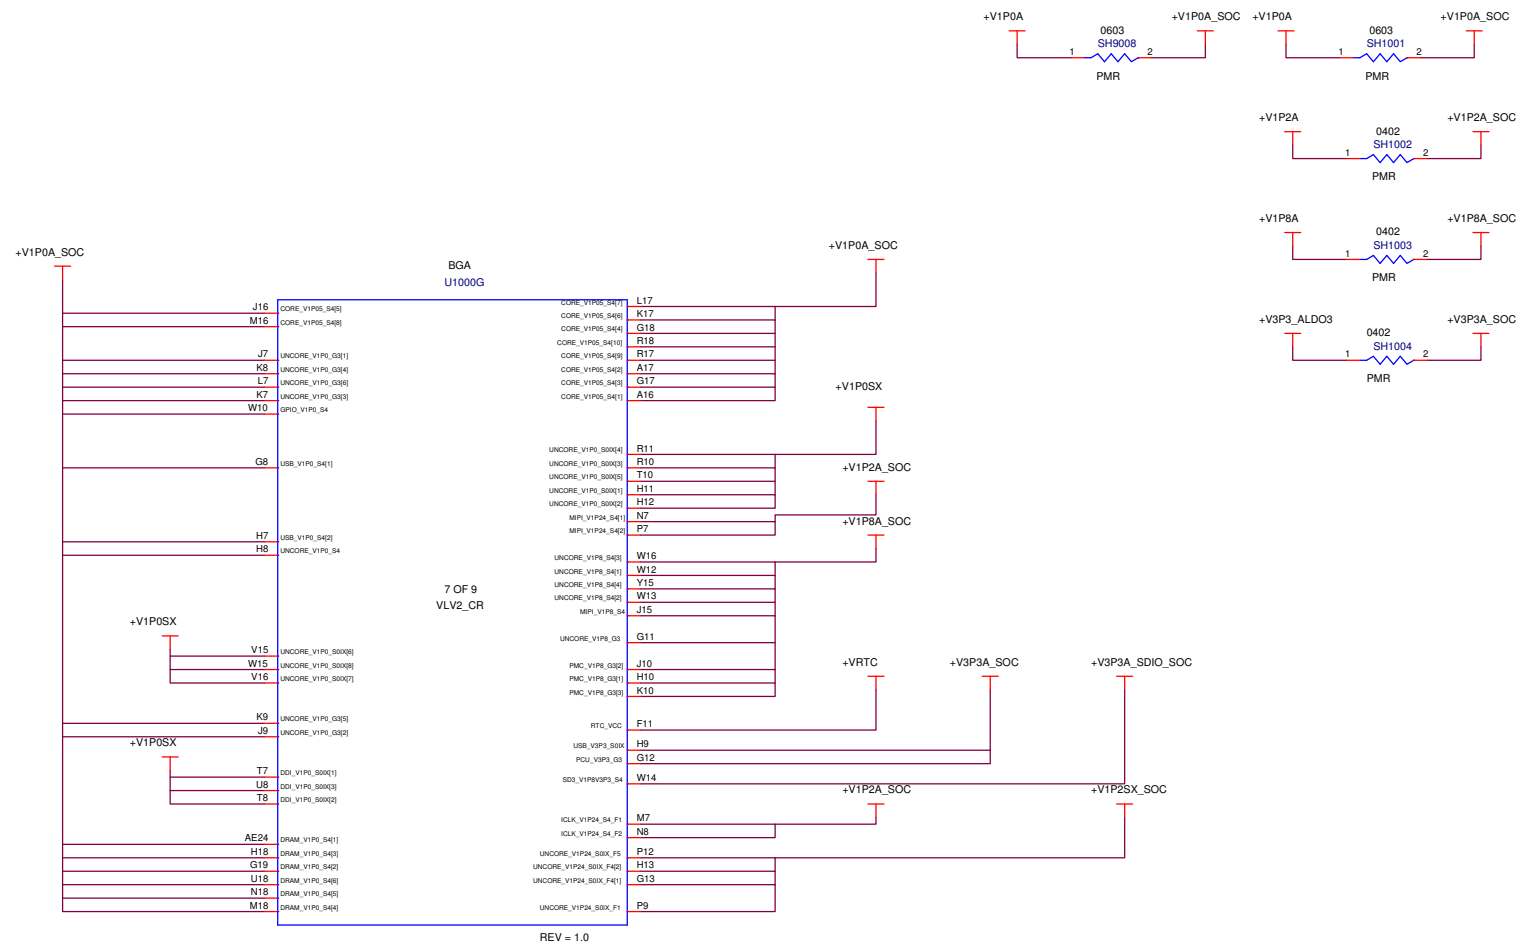 +V1P0A
0603
SH9008
+V1P0A_SOC
1
2
PMR
+V1P0A
0603
SH1001
+V1P0A_SOC
1
2
PMR
+V1P2A
0402
SH1002
+V1P2A_SOC
1
2
PMR
+V1P8A
0402
SH1003
+V1P8A_SOC
1
2
PMR
+V3P3_ALDO3
0402
SH1004
+V3P3A_SOC
1
2
PMR
BGA
U1000G
+V1P0A_SOC
J16 CORE_V1P05_S4[5]
M16 CORE_V1P05_S4[8]
J7 UNCORE_V1P0_G3[1]
K8 UNCORE_V1P0_G3[4]
L7 UNCORE_V1P0_G3[6]
K7 UNCORE_V1P0_G3[3]
W10 GPIO_V1P0_S4
G8 USB_V1P0_S4[1]
H7 USB_V1P0_S4[2]
H8 UNCORE_V1P0_S4
+V1P0SX
V15 UNCORE_V1P0_S0IX[6]
W15 UNCORE_V1P0_S0IX[8]
V16 UNCORE_V1P0_S0IX[7]
K9 UNCORE_V1P0_G3[5]
J9 UNCORE_V1P0_G3[2]
+V1P0SX
T7 DDI_V1P0_S0IX[1]
U8 DDI_V1P0_S0IX[3]
T8 DDI_V1P0_S0IX[2]
AE24 DRAM_V1P0_S4[1]
H18 DRAM_V1P0_S4[3]
G19 DRAM_V1P0_S4[2]
U18 DRAM_V1P0_S4[6]
N18 DRAM_V1P0_S4[5]
M18 DRAM_V1P0_S4[4]
7 OF 9
VLV2_CR
+V1P0A_SOC
CORE_V1P05_S4[7] L17
CORE_V1P05_S4[6] K17
CORE_V1P05_S4[4] G18
CORE_V1P05_S4[10] R18
CORE_V1P05_S4[9] R17
CORE_V1P05_S4[2] A17
CORE_V1P05_S4[3] G17
CORE_V1P05_S4[1] A16
+V1P0SX
UNCORE_V1P0_S0IX[4] R11
UNCORE_V1P0_S0IX[3] R10
UNCORE_V1P0_S0IX[5] T10
UNCORE_V1P0_S0IX[1] H11
UNCORE_V1P0_S0IX[2] H12
+V1P2A_SOC
MIPI_V1P24_S4[1] N7
MIPI_V1P24_S4[2] P7
+V1P8A_SOC
UNCORE_V1P8_S4[3] W16
UNCORE_V1P8_S4[1] W12
UNCORE_V1P8_S4[4] Y15
UNCORE_V1P8_S4[2] W13
MIPI_V1P8_S4 J15
UNCORE_V1P8_G3 G11
PMC_V1P8_G3[2] J10
PMC_V1P8_G3[1] H10
PMC_V1P8_G3[3] K10
+VRTC
+V3P3A_SOC
+V3P3A_SDIO_SOC
RTC_VCC F11
USB_V3P3_S0IX H9
PCU_V3P3_G3 G12
SD3_V1P8V3P3_S4 W14
+V1P2A_SOC
+V1P2SX_SOC
ICLK_V1P24_S4_F1 M7
ICLK_V1P24_S4_F2 N8
UNCORE_V1P24_S0IX_F5 P12
UNCORE_V1P24_S0IX_F4[2] H13
UNCORE_V1P24_S0IX_F4[1] G13
UNCORE_V1P24_S0IX_F1 P9
REV = 1.0